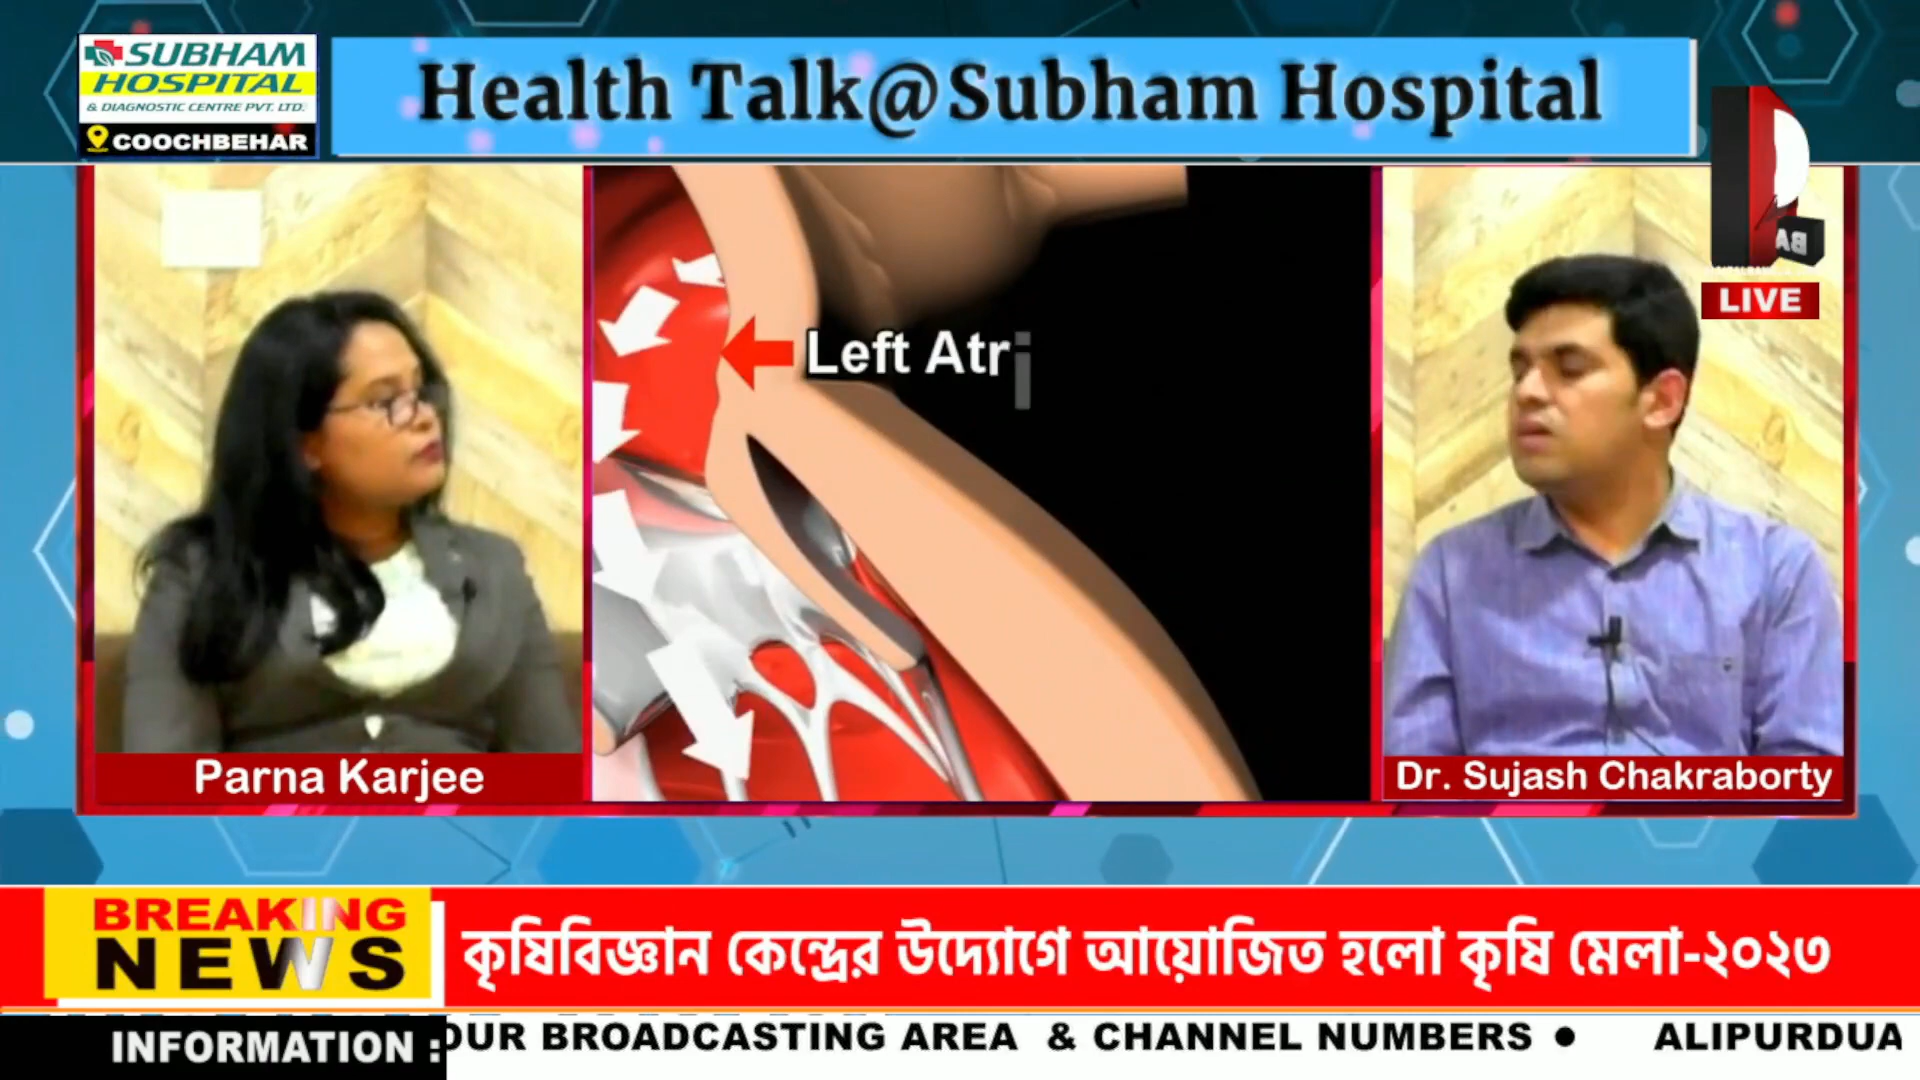 SUBHAM
HOSPITAL
& DIAGNOSTIC CENTRE PVT. LTD.
COOCHBEHAR
Health Talk@Subham Hospital
LIVE
Left Atri
Parna Karjee
Dr. Sujash Chakraborty
BREAKING
NEWS
কৃষিবিজ্ঞান কেন্দ্রের উদ্যোগে আয়োজিত হলো কৃষি মেলা-২০২৩
INFORMATION :
OUR BROADCASTING AREA & CHANNEL NUMBERS • ALIPURDUA